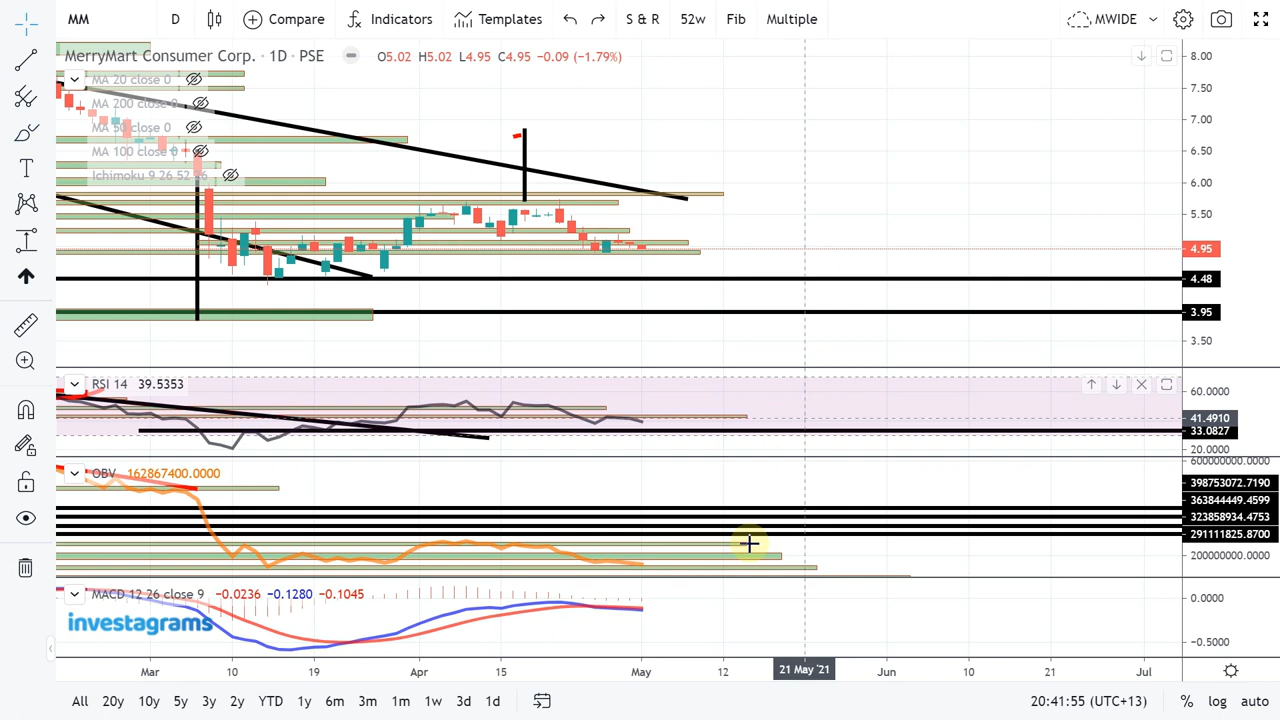 MM D Compare Indicators Templates S & R 52w Fib Multiple MWIDE
MerryMart Consumer Corp. · 1D · PSE O5.02 H5.02 L4.95 C4.95 −0.09 (−1.79%)
MA 20 close 0
MA 200 close 0
MA 50 close 0
MA 100 close 0
Ichimoku 9 26 52 26
8.00
7.50
7.00
6.50
6.00
5.50
4.95
4.48
3.95
3.50
RSI 14 39.5353
60.0000
41.4910
33.0827
20.0000
OBV 162867400.0000
600000000.0000
398753072.7190
363844449.4599
323858934.4753
291111825.8700
200000000.0000
MACD 12 26 close 9 −0.0236 −0.1280 −0.1045
0.0000
−0.5000
investagrams
Mar 10 19 Apr 15 May 12 21 May '21 Jun 10 21 Jul
All 20y 10y 5y 3y 2y YTD 1y 6m 3m 1m 1w 3d 1d 20:41:55 (UTC+13) % log auto